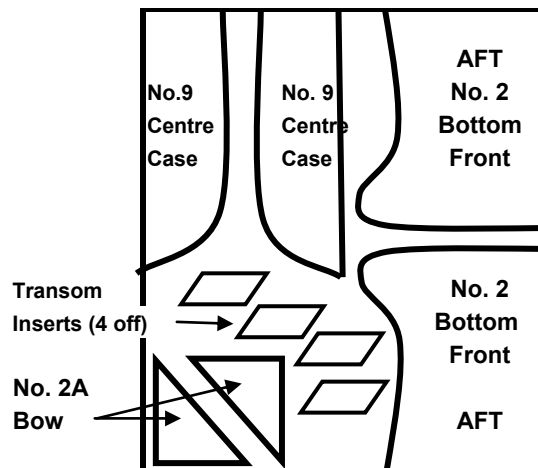 No.9
Centre
Case
No. 9
Centre
Case
AFT
No. 2
Bottom
Front
Transom
Inserts (4 off)
No. 2
Bottom
Front
AFT
No. 2A
Bow